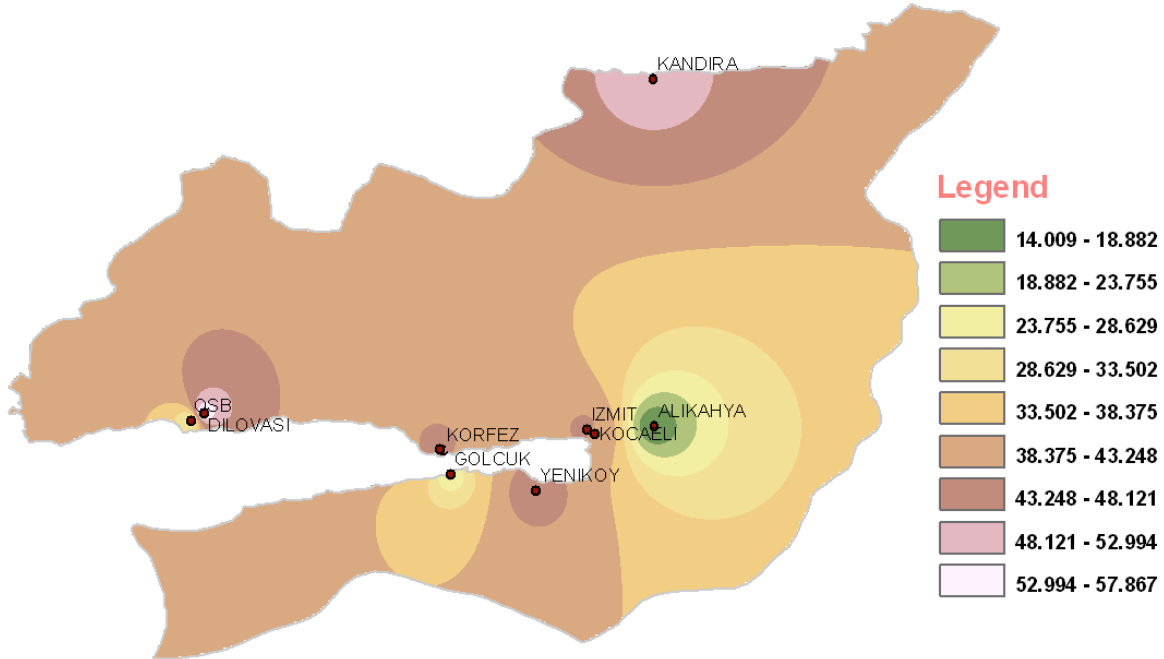 KANDIRA
Legend
14.009 - 18.882
18.882 - 23.755
23.755 - 28.629
28.629 - 33.502
33.502 - 38.375
38.375 - 43.248
43.248 - 48.121
48.121 - 52.994
52.994 - 57.867
OSB
DILOVASI
IZMIT
ALIKAHYA
KOCAELI
KORFEZ
GOLCUK
YENIKOY